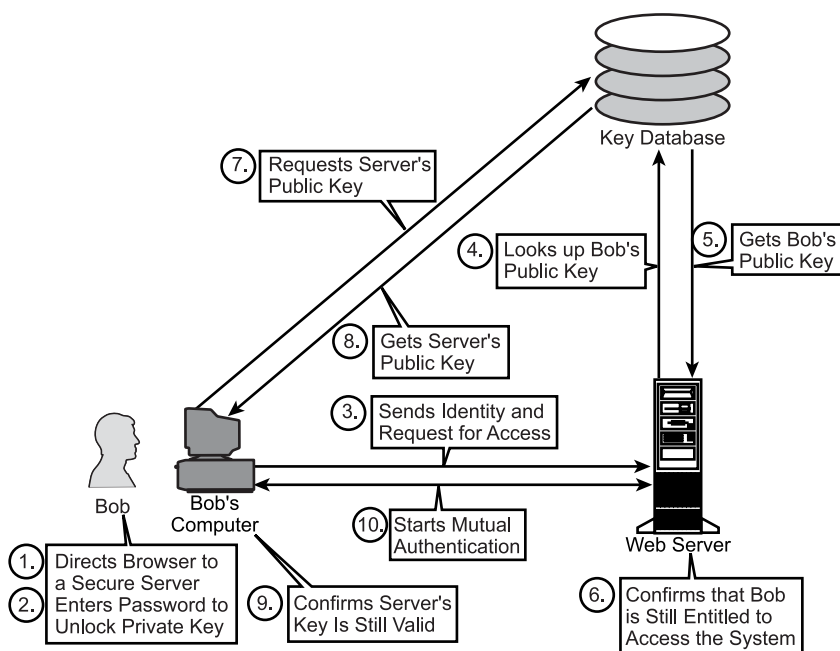 Key Database
7. Requests Server's
Public Key
4. Looks up Bob's
Public Key
5. Gets Bob's
Public Key
8. Gets Server's
Public Key
3. Sends Identity and
Request for Access
Bob
Bob's
Computer
10. Starts Mutual
Authentication
Web Server
1. Directs Browser to
a Secure Server
2. Enters Password to
Unlock Private Key
9. Confirms Server's
Key Is Still Valid
6. Confirms that Bob
is Still Entitled to
Access the System